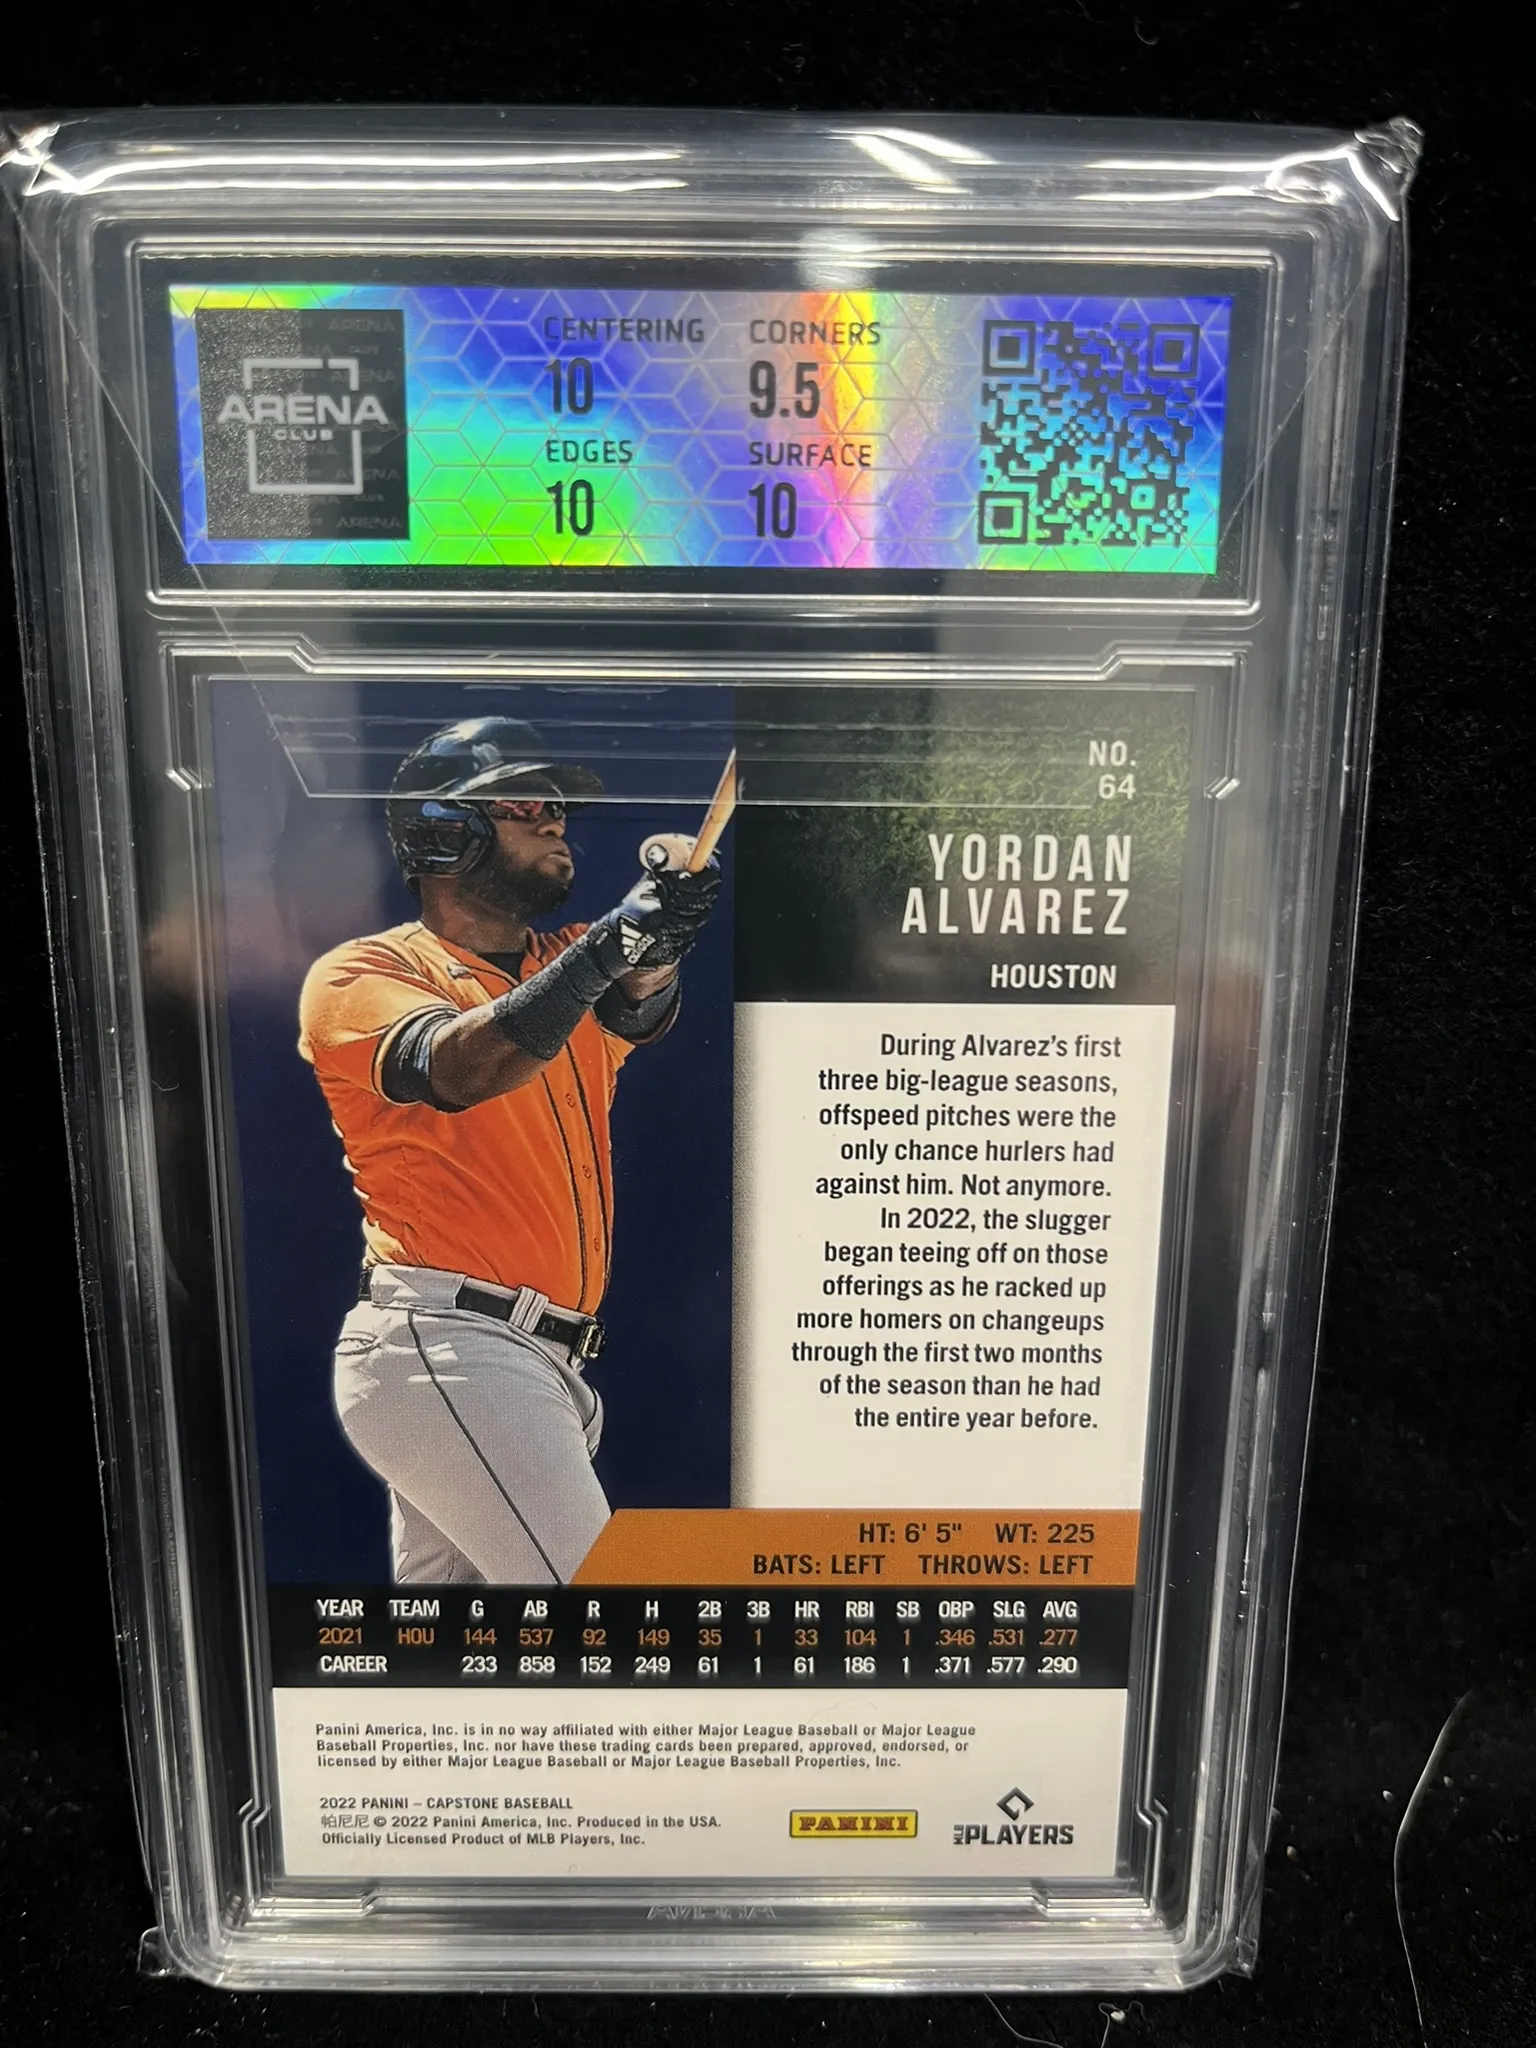 ARENA
CLUB
CENTERING CORNERS
10 9.5
EDGES SURFACE
10 10
NO.
64
YORDAN
ALVAREZ
HOUSTON
adidas
During Alvarez's first
three big-league seasons,
offspeed pitches were the
only chance hurlers had
against him. Not anymore.
In 2022, the slugger
began teeing off on those
offerings as he racked up
more homers on changeups
through the first two months
of the season than he had
the entire year before.
HT: 6' 5" WT: 225
BATS: LEFT THROWS: LEFT
YEAR TEAM G AB R H 2B 3B HR RBI SB OBP SLG AVG
2021 HOU 144 537 92 149 35 1 33 104 1 .346 .531 .277
CAREER 233 858 152 249 61 1 61 186 1 .371 .577 .290
Panini America, Inc. is in no way affiliated with either Major League Baseball or Major League
Baseball Properties, Inc. nor have these trading cards been prepared, approved, endorsed, or
licensed by either Major League Baseball or Major League Baseball Properties, Inc.
2022 PANINI – CAPSTONE BASEBALL
帕尼尼 © 2022 Panini America, Inc. Produced in the USA.
Officially Licensed Product of MLB Players, Inc.
PANINI
MLB PLAYERS
ARENA